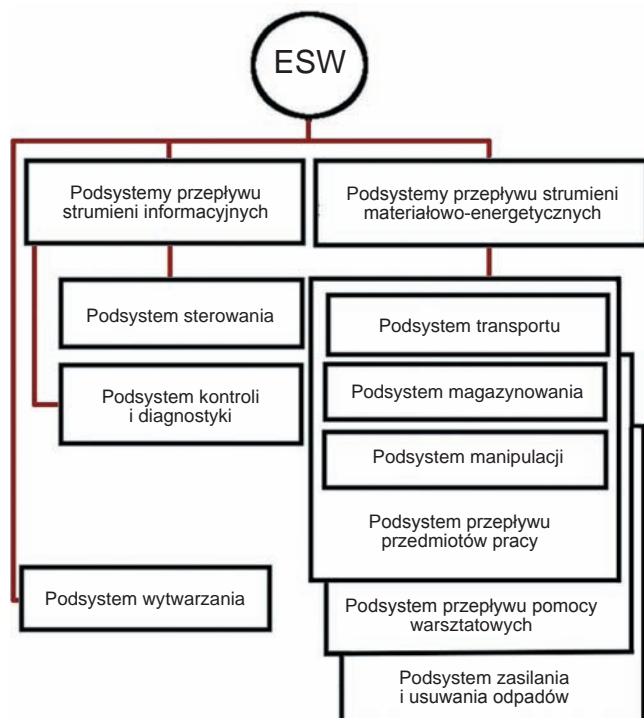 ESW
Podsystemy przepływu
strumieni informacyjnych
Podsystemy przepływu strumieni
materiałowo-energetycznych
Podsystem sterowania
Podsystem kontroli
i diagnostyki
Podsystem wytwarzania
Podsystem transportu
Podsystem magazynowania
Podsystem manipulacji
Podsystem przepływu
przedmiotów pracy
Podsystem przepływu pomocy
warsztatowych
Podsystem zasilania
i usuwania odpadów